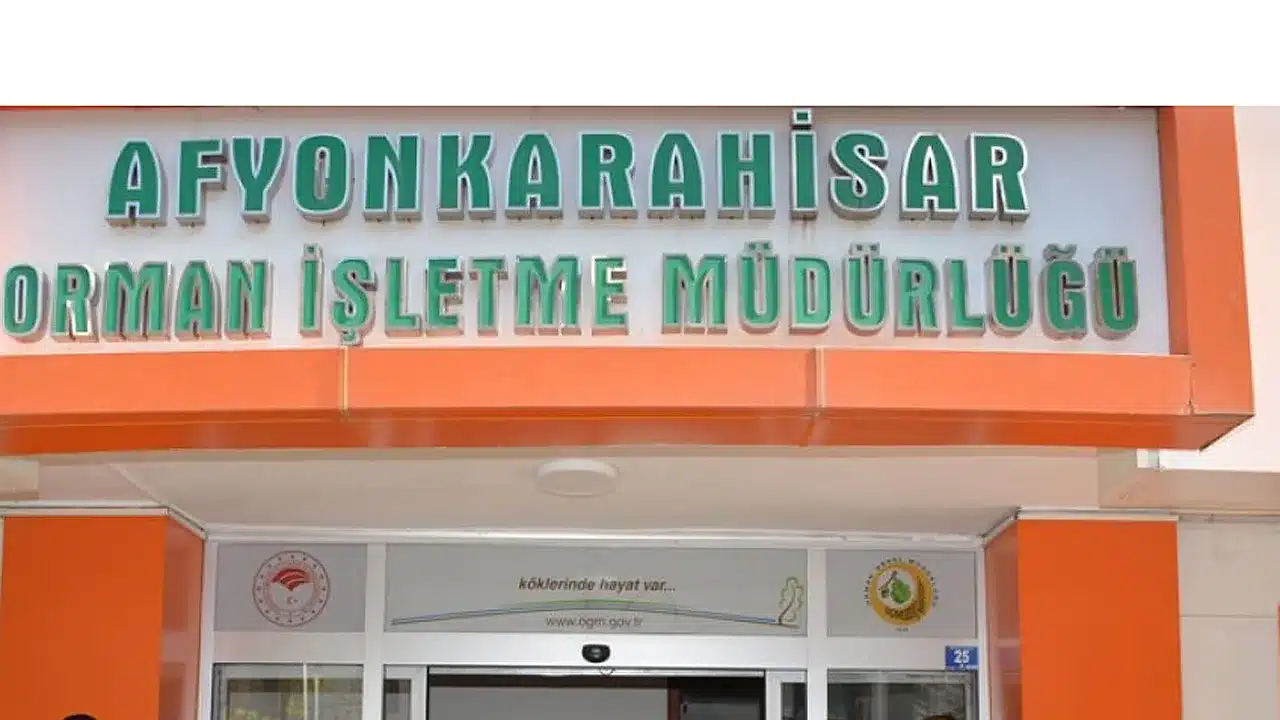 AFYONKARAHİSAR
ORMAN İŞLETME MÜDÜRLÜĞÜ
köklerinde hayat var...
www.ogm.gov.tr
25